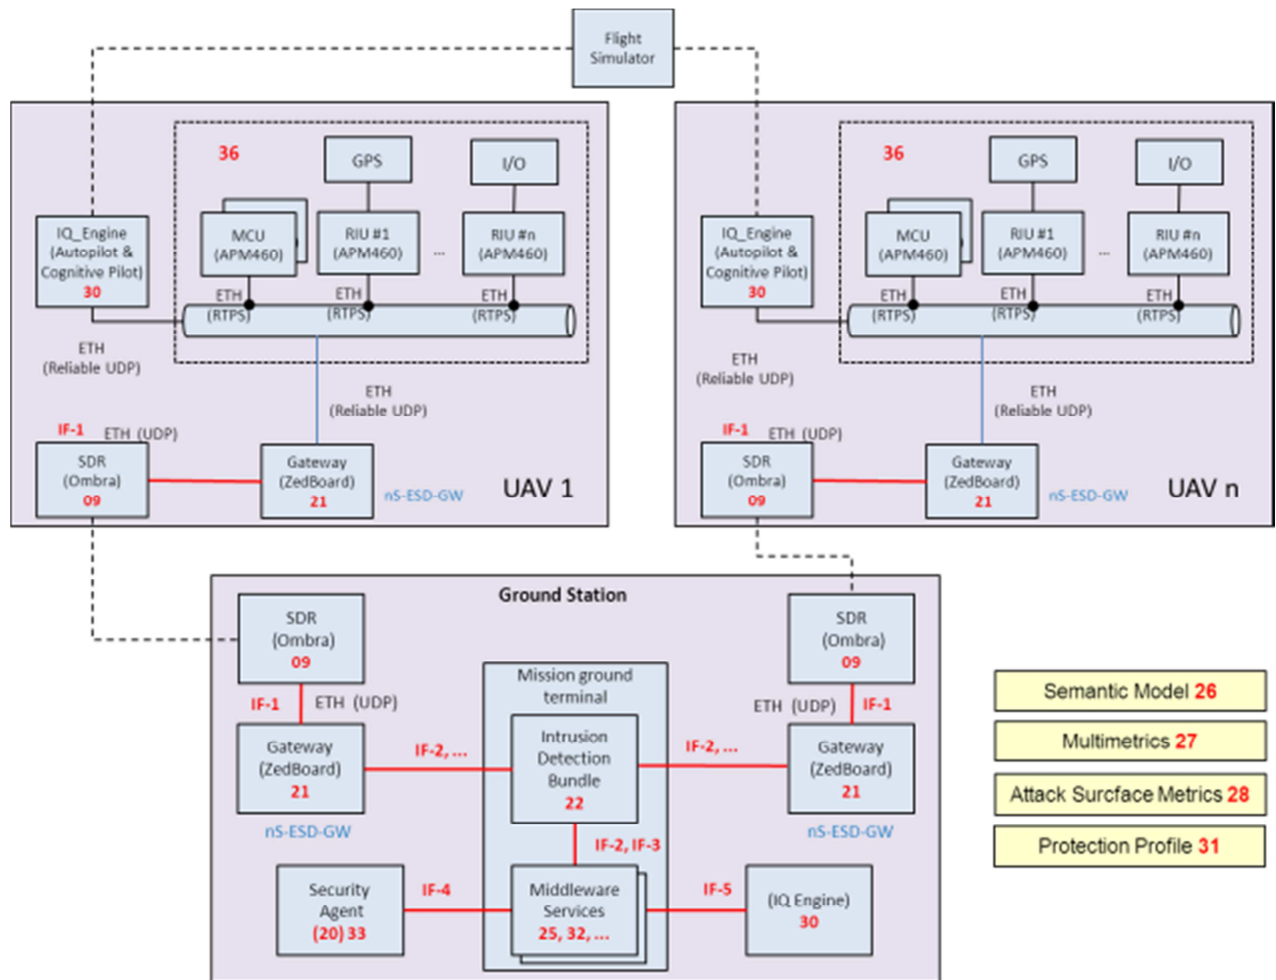 Flight
Simulator
36
GPS
I/O
IQ_Engine
(Autopilot &
Cognitive Pilot)
30
MCU
(APM460)
RIU #1
(APM460)
...
RIU #n
(APM460)
ETH
(RTPS)
ETH
(RTPS)
ETH
(RTPS)
ETH
(Reliable UDP)
ETH
(Reliable UDP)
IF-1
ETH (UDP)
SDR
(Ombra)
09
Gateway
(ZedBoard)
21
nS-ESD-GW
UAV 1
36
GPS
I/O
IQ_Engine
(Autopilot &
Cognitive Pilot)
30
MCU
(APM460)
RIU #1
(APM460)
...
RIU #n
(APM460)
ETH
(RTPS)
ETH
(RTPS)
ETH
(RTPS)
ETH
(Reliable UDP)
ETH
(Reliable UDP)
IF-1
ETH (UDP)
SDR
(Ombra)
09
Gateway
(ZedBoard)
21
nS-ESD-GW
UAV n
Ground Station
SDR
(Ombra)
09
IF-1
ETH (UDP)
Gateway
(ZedBoard)
21
nS-ESD-GW
IF-2, ...
Mission ground
terminal
Intrusion
Detection
Bundle
22
IF-2, ...
SDR
(Ombra)
09
ETH (UDP)
IF-1
Gateway
(ZedBoard)
21
nS-ESD-GW
IF-2, IF-3
Security
Agent
(20) 33
IF-4
Middleware
Services
25, 32, ...
IF-5
(IQ Engine)
30
Semantic Model 26
Multimetrics 27
Attack Surcface Metrics 28
Protection Profile 31